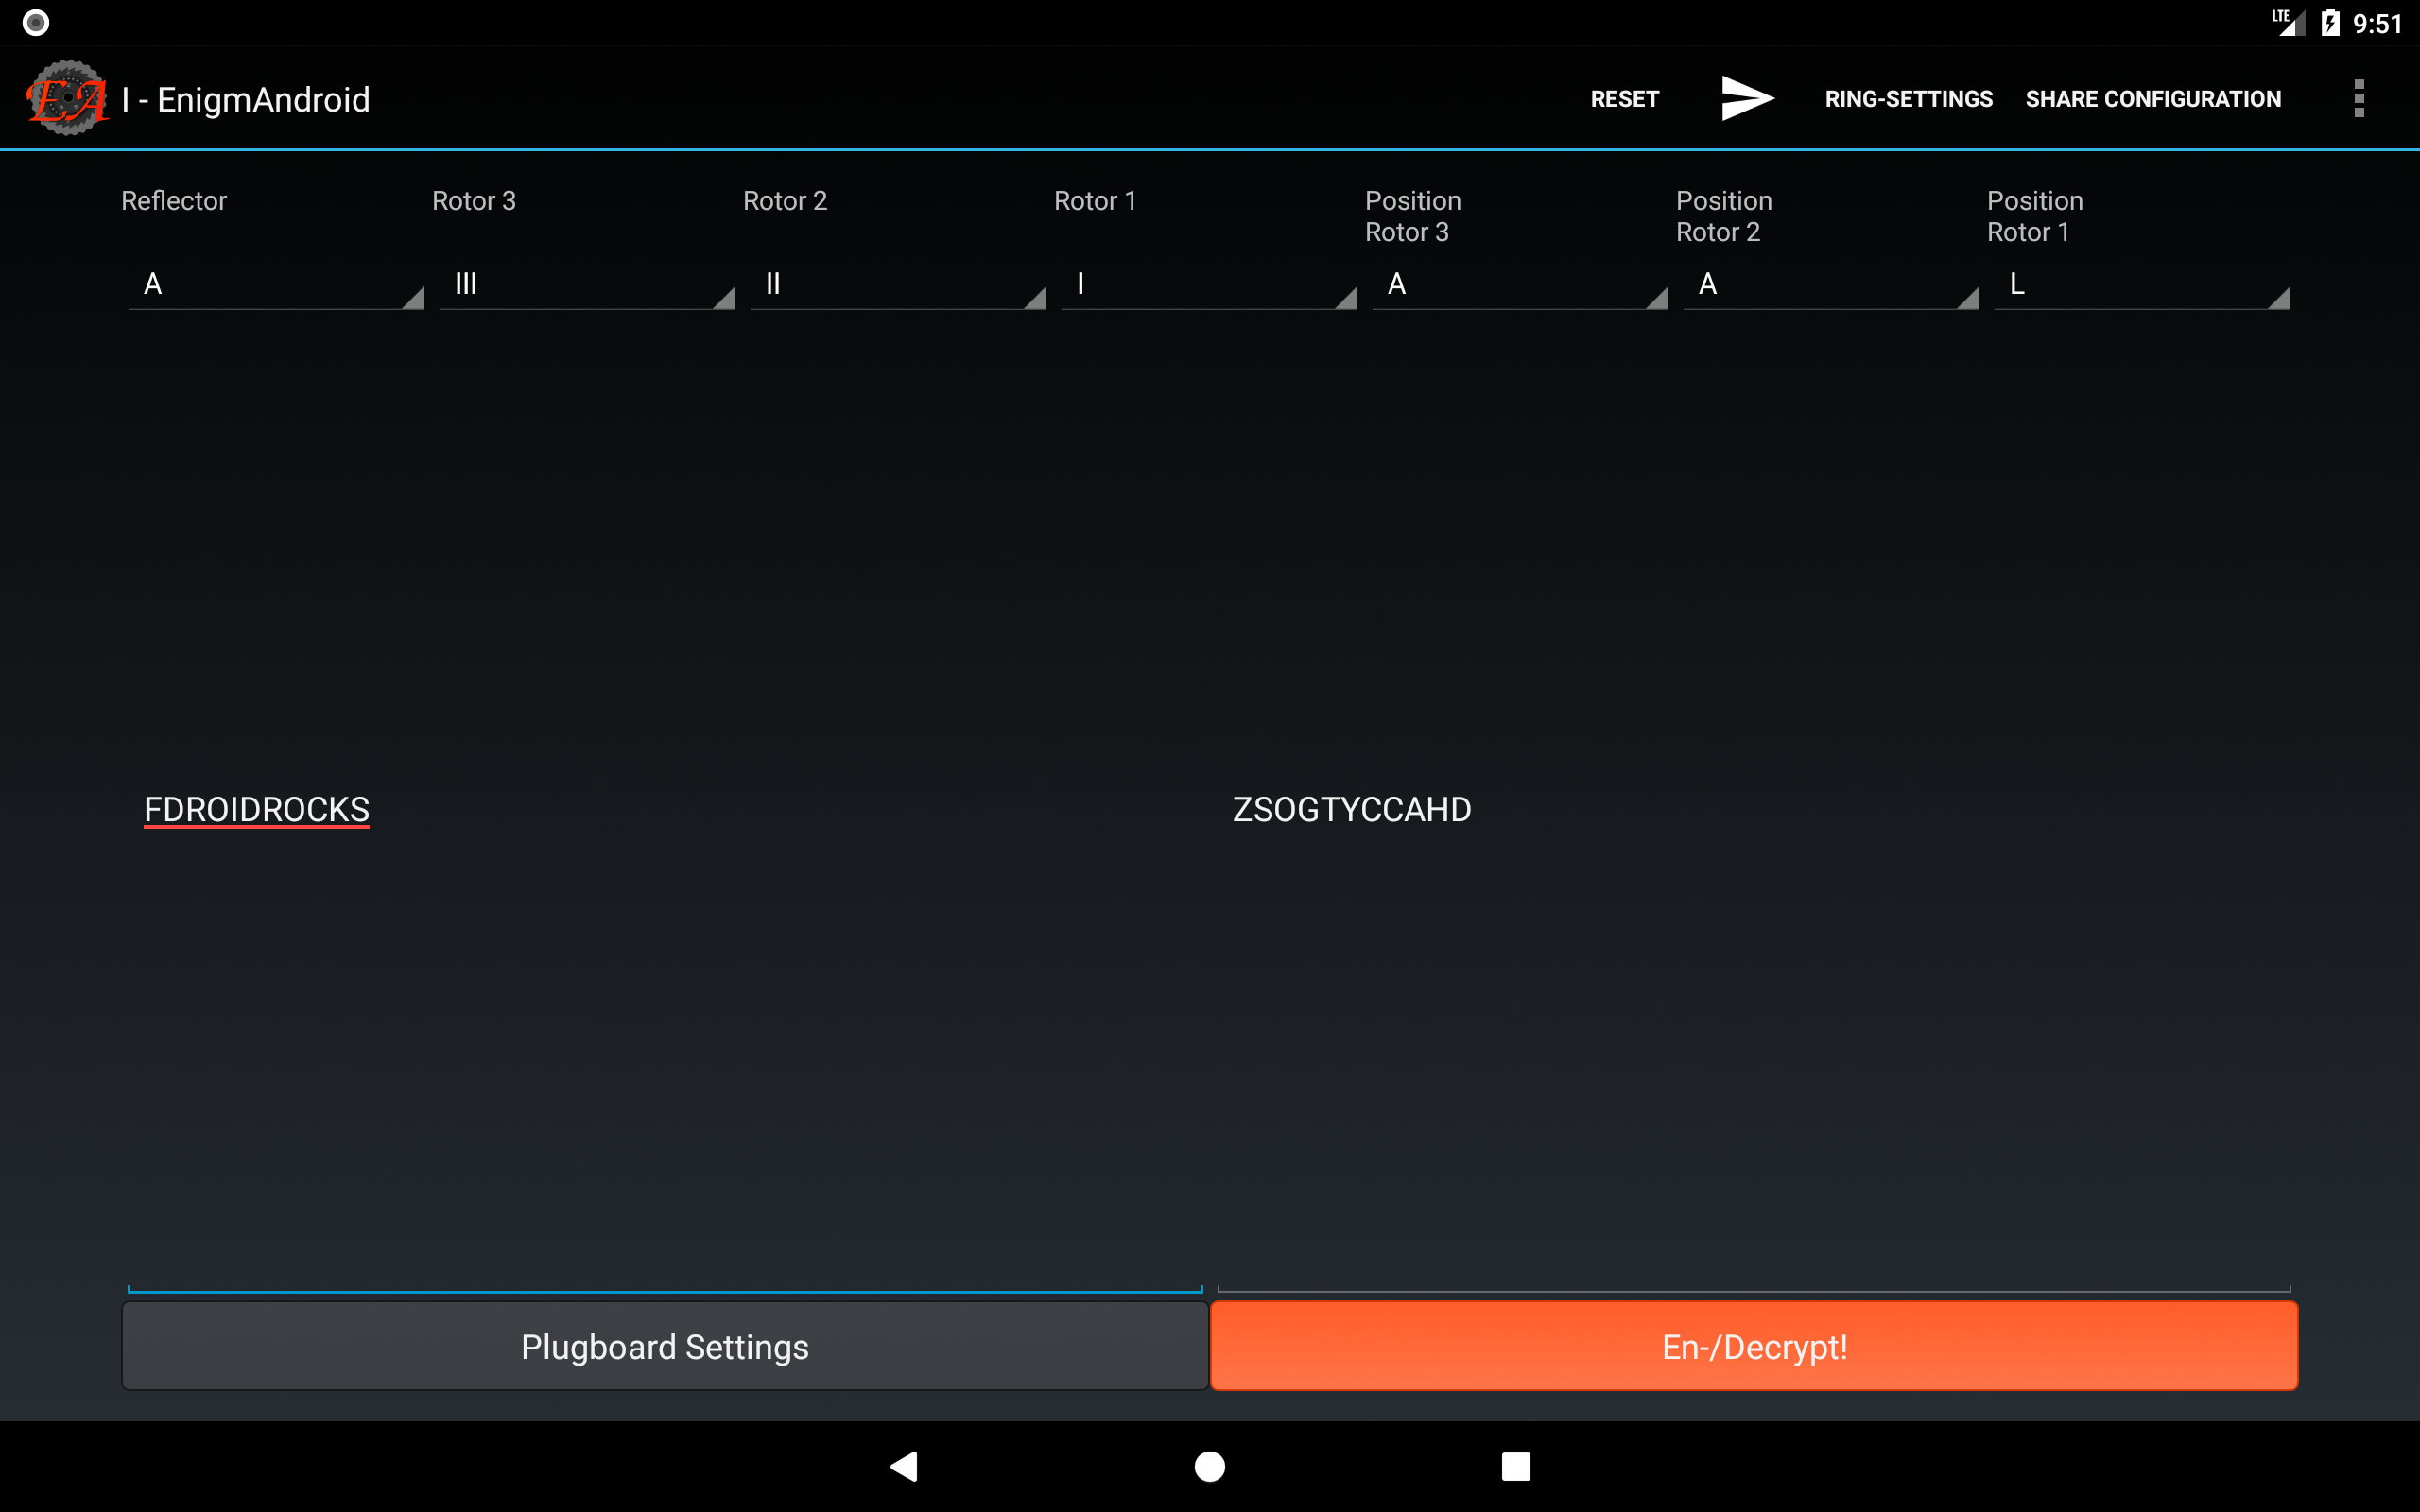 LTE 9:51
EA I - EnigmAndroid RESET RING-SETTINGS SHARE CONFIGURATION
Reflector Rotor 3 Rotor 2 Rotor 1 Position Rotor 3 Position Rotor 2 Position Rotor 1
A III II I A A L
FDROIDROCKS ZSOGTYCCAHD
Plugboard Settings En-/Decrypt!